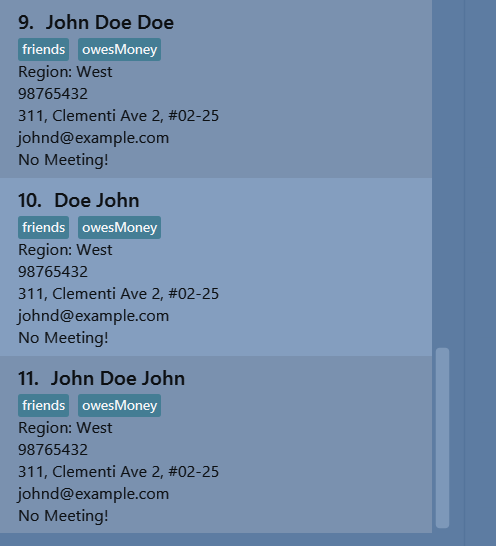 9. John Doe Doe
friends owesMoney
Region: West
98765432
311, Clementi Ave 2, #02-25
johnd@example.com
No Meeting!
10. Doe John
friends owesMoney
Region: West
98765432
311, Clementi Ave 2, #02-25
johnd@example.com
No Meeting!
11. John Doe John
friends owesMoney
Region: West
98765432
311, Clementi Ave 2, #02-25
johnd@example.com
No Meeting!